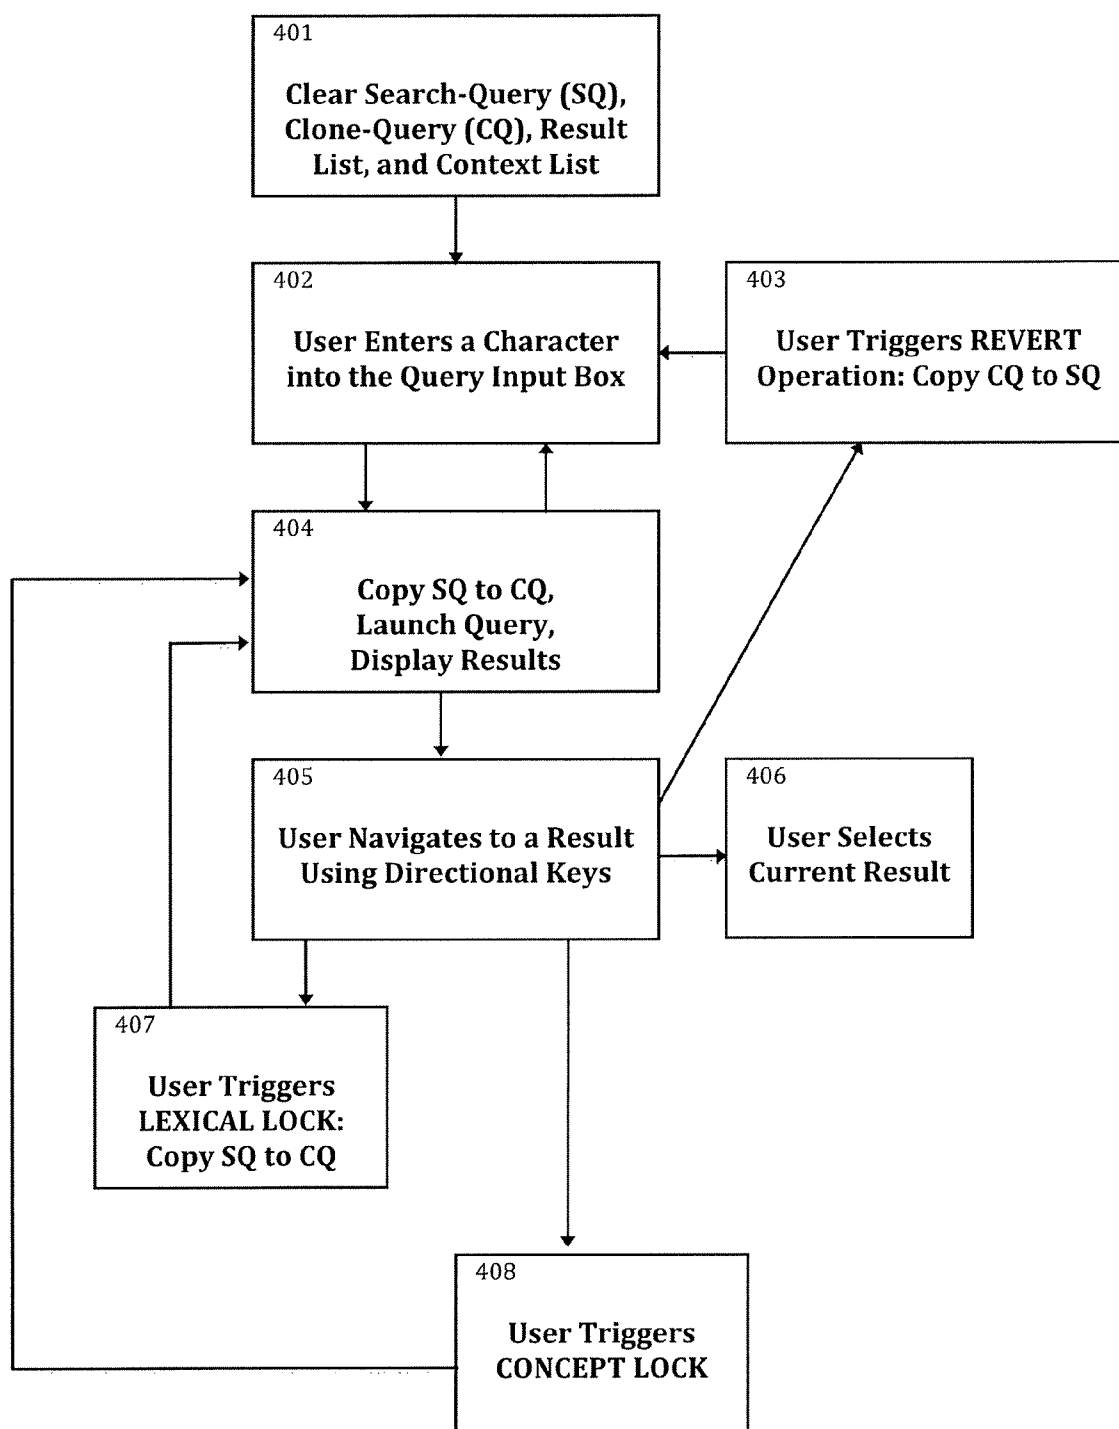 401
Clear Search-Query (SQ),
Clone-Query (CQ), Result
List, and Context List
402
User Enters a Character
into the Query Input Box
403
User Triggers REVERT
Operation: Copy CQ to SQ
404
Copy SQ to CQ,
Launch Query,
Display Results
405
User Navigates to a Result
Using Directional Keys
406
User Selects
Current Result
407
User Triggers
LEXICAL LOCK:
Copy SQ to CQ
408
User Triggers
CONCEPT LOCK